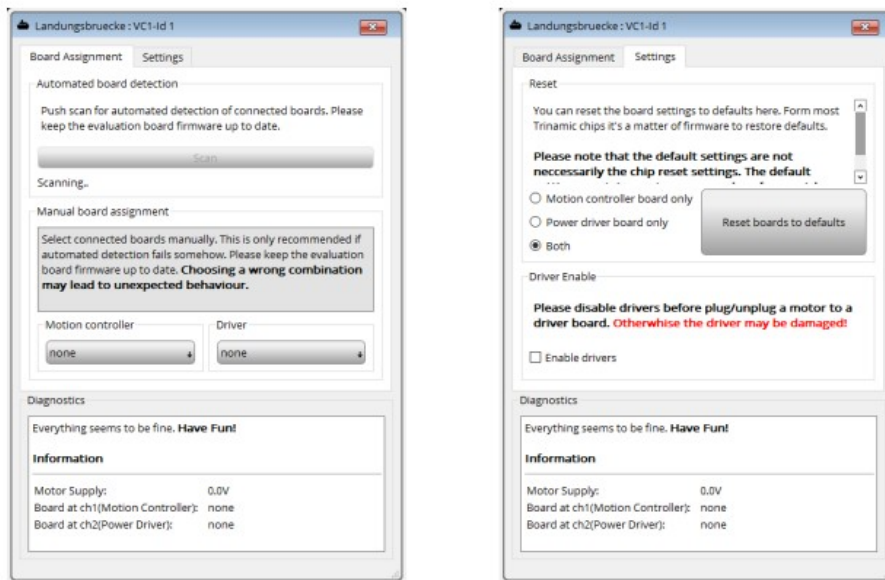 Landungsbruecke : VC1-Id 1
Board Assignment
Settings
Automated board detection
Push scan for automated detection of connected boards. Please
keep the evaluation board firmware up to date.
Scan
Scanning..
Manual board assignment
Select connected boards manually. This is only recommended if
automated detection fails somehow. Please keep the evaluation
board firmware up to date. Choosing a wrong combination
may lead to unexpected behaviour.
Motion controller
Driver
none
none
Diagnostics
Everything seems to be fine. Have Fun!
Information
Motor Supply: 0.0V
Board at ch1(Motion Controller): none
Board at ch2(Power Driver): none
Landungsbruecke : VC1-Id 1
Board Assignment
Settings
Reset
You can reset the board settings to defaults here. Form most
Trinamic chips it's a matter of firmware to restore defaults.
Please note that the default settings are not
neccessarily the chip reset settings. The default
Motion controller board only
Power driver board only
Both
Reset boards to defaults
Driver Enable
Please disable drivers before plug/unplug a motor to a
driver board. Otherwhise the driver may be damaged!
Enable drivers
Diagnostics
Everything seems to be fine. Have Fun!
Information
Motor Supply: 0.0V
Board at ch1(Motion Controller): none
Board at ch2(Power Driver): none